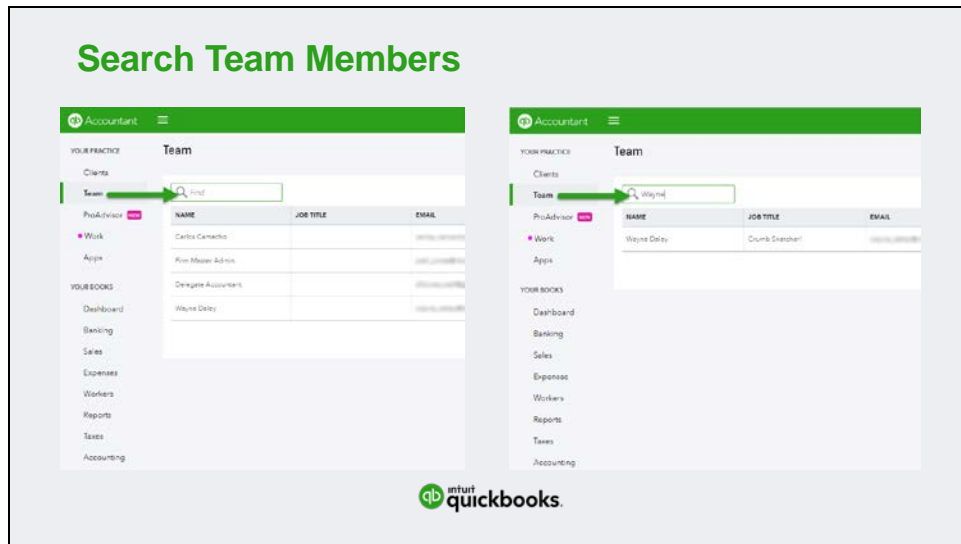 Search Team Members
Accountant
YOUR PRACTICE
Team
Clients
Team
Find
ProAdvisor NEW
NAME JOB TITLE EMAIL
Work
Carlos Camacho
Apps
Firm Master Admin
YOUR BOOKS
Delegate Accountant
Dashboard
Wayne Daley
Banking
Sales
Expenses
Workers
Reports
Taxes
Accounting
Accountant
YOUR PRACTICE
Team
Clients
Team
Wayne
ProAdvisor NEW
NAME JOB TITLE EMAIL
Work
Wayne Daley Crumb Snatcher!
Apps
YOUR BOOKS
Dashboard
Banking
Sales
Expenses
Workers
Reports
Taxes
Accounting
qb intuit
quickbooks.